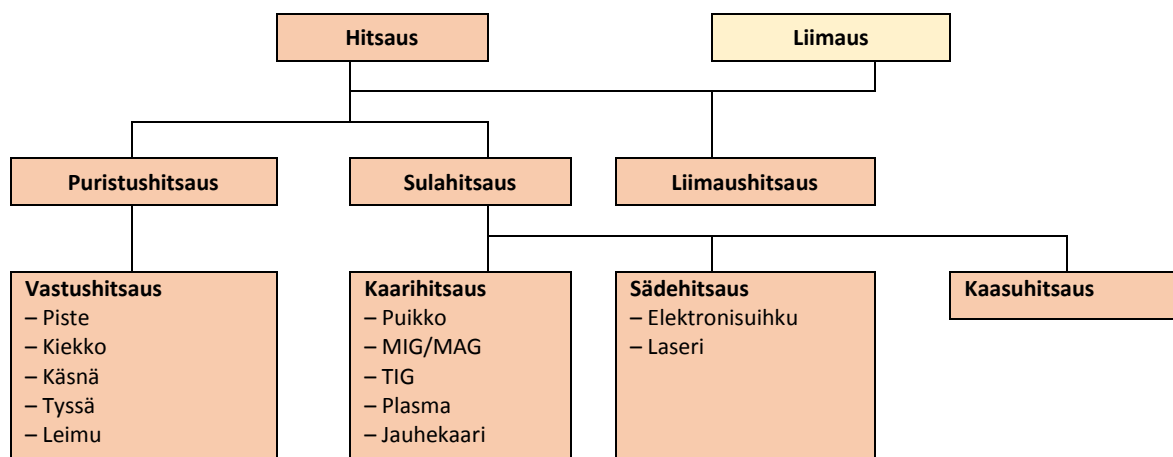 Hitsaus
Liimaus
Puristushitsaus
Sulahitsaus
Liimaushitsaus
Vastushitsaus
– Piste
– Kiekko
– Käsnä
– Tyssä
– Leimu
Kaarihitsaus
– Puikko
– MIG/MAG
– TIG
– Plasma
– Jauhekaari
Sädehitsaus
– Elektronisuihku
– Laseri
Kaasuhitsaus